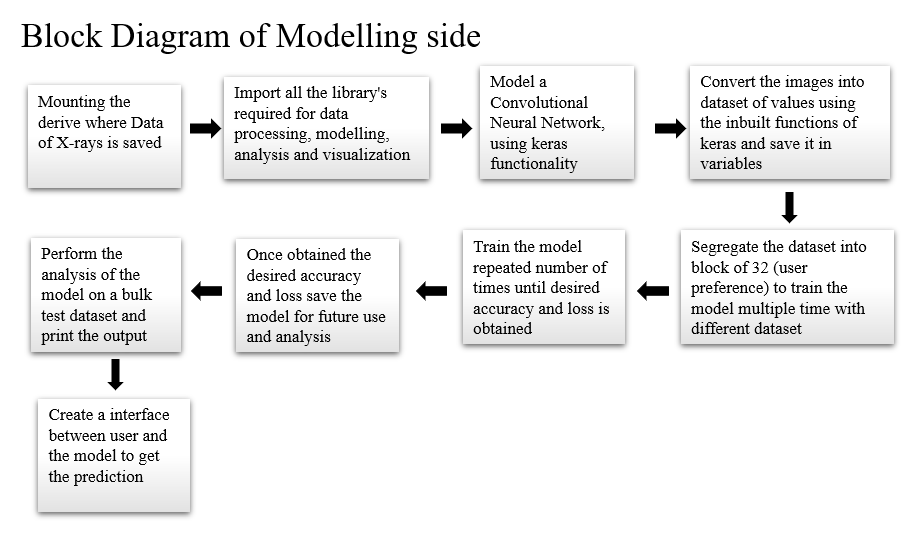 Block Diagram of Modelling side
Mounting the
derive where Data
of X-rays is saved
Import all the library's
required for data
processing, modelling,
analysis and visualization
Model a
Convolutional
Neural Network,
using keras
functionality
Convert the images into
dataset of values using
the inbuilt functions of
keras and save it in
variables
Segregate the dataset into
block of 32 (user
preference) to train the
model multiple time with
different dataset
Train the model
repeated number of
times until desired
accuracy and loss is
obtained
Once obtained the
desired accuracy
and loss save the
model for future use
and analysis
Perform the
analysis of the
model on a bulk
test dataset and
print the output
Create a interface
between user and
the model to get
the prediction